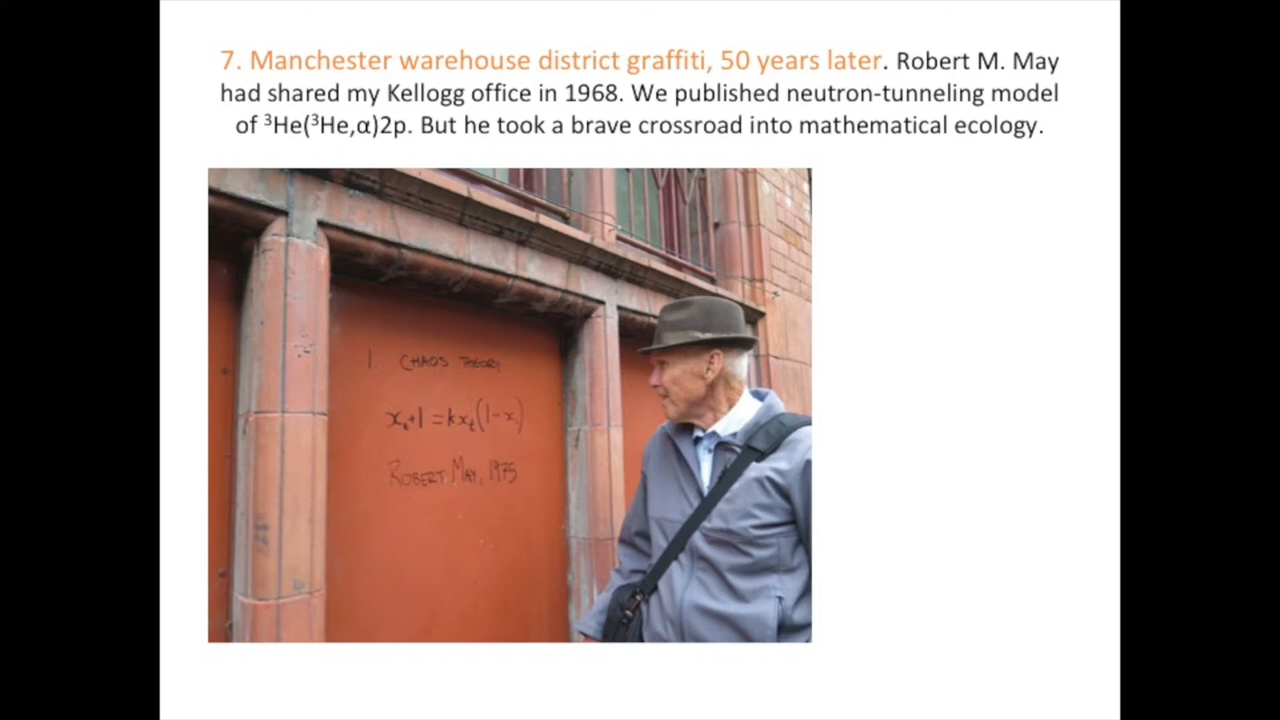 7. Manchester warehouse district graffiti, 50 years later. Robert M. May
had shared my Kellogg office in 1968. We published neutron-tunneling model
of ³He(³He,α)2p. But he took a brave crossroad into mathematical ecology.
1 CHAOS THEORY
xₜ+1 = kxₜ(1-xₜ)
ROBERT MAY, 1975